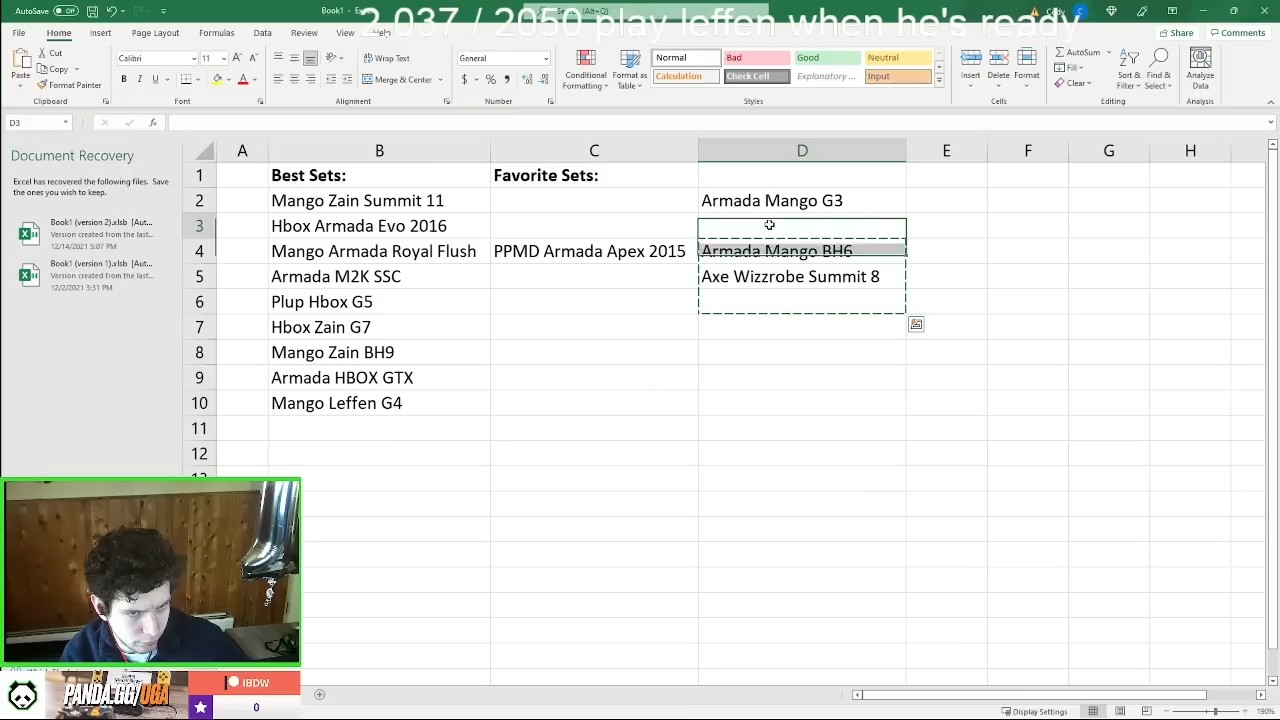 AutoSave Off
Book1 - Ex
Search (Alt+Q)
Cody C
2,037 / 2050 play leffen when he's ready
File Home Insert Page Layout Formulas Data Review View Help
Share Comments
Paste
Cut
Copy
Format Painter
Clipboard
Calibri 11
B I U
Font
Wrap Text
Merge & Center
Alignment
General
$ %
Number
Conditional Formatting
Format as Table
Normal Bad Good Neutral
Calculation Check Cell Explanatory ... Input
Styles
Insert Delete Format
Cells
AutoSum
Fill
Clear
Sort & Filter
Find & Select
Editing
Analyze Data
Analysis
D3
fx
Document Recovery
Excel has recovered the following files. Save
the ones you wish to keep.
Book1 (version 2).xlsb [Aut...
Version created from the last...
12/14/2021 5:07 PM
Book1 (version 1).xlsb [Aut...
Version created from the last...
12/2/2021 3:31 PM
A B C D E F G H
1 Best Sets: Favorite Sets:
2 Mango Zain Summit 11 Armada Mango G3
3 Hbox Armada Evo 2016
4 Mango Armada Royal Flush PPMD Armada Apex 2015 Armada Mango BH6
5 Armada M2K SSC Axe Wizzrobe Summit 8
6 Plup Hbox G5
7 Hbox Zain G7
8 Mango Zain BH9
9 Armada HBOX GTX
10 Mango Leffen G4
11
12
PANDA.GG/UGA
IBDW
0
Display Settings
190%